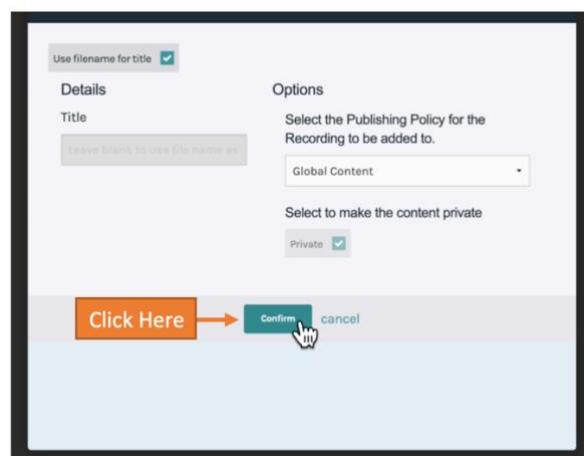 Use filename for title
Details
Title
Leave blank to use file name as
Options
Select the Publishing Policy for the
Recording to be added to.
Global Content
Select to make the content private
Private
Click Here
Confirm
cancel